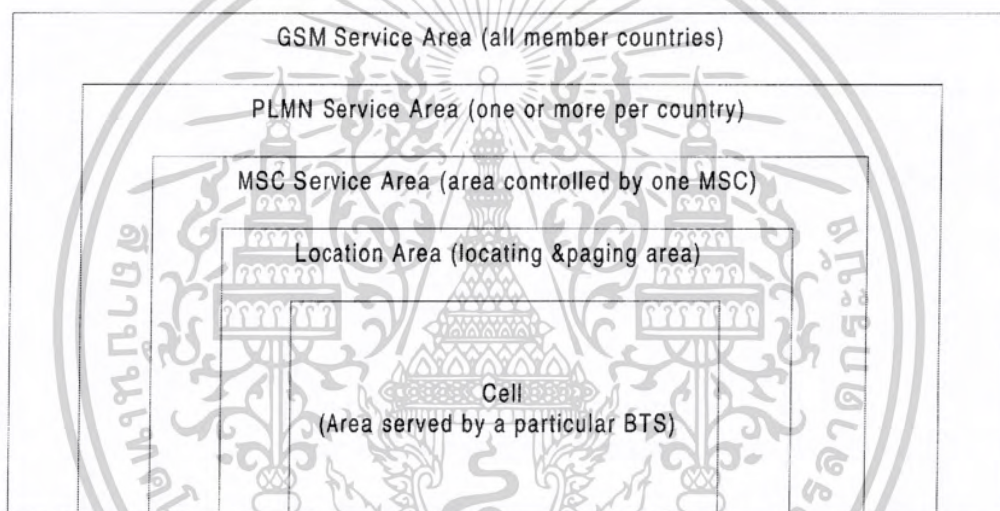 GSM Service Area (all member countries)
PLMN Service Area (one or more per country)
MSC Service Area (area controlled by one MSC)
Location Area (locating &paging area)
Cell
(Area served by a particular BTS)